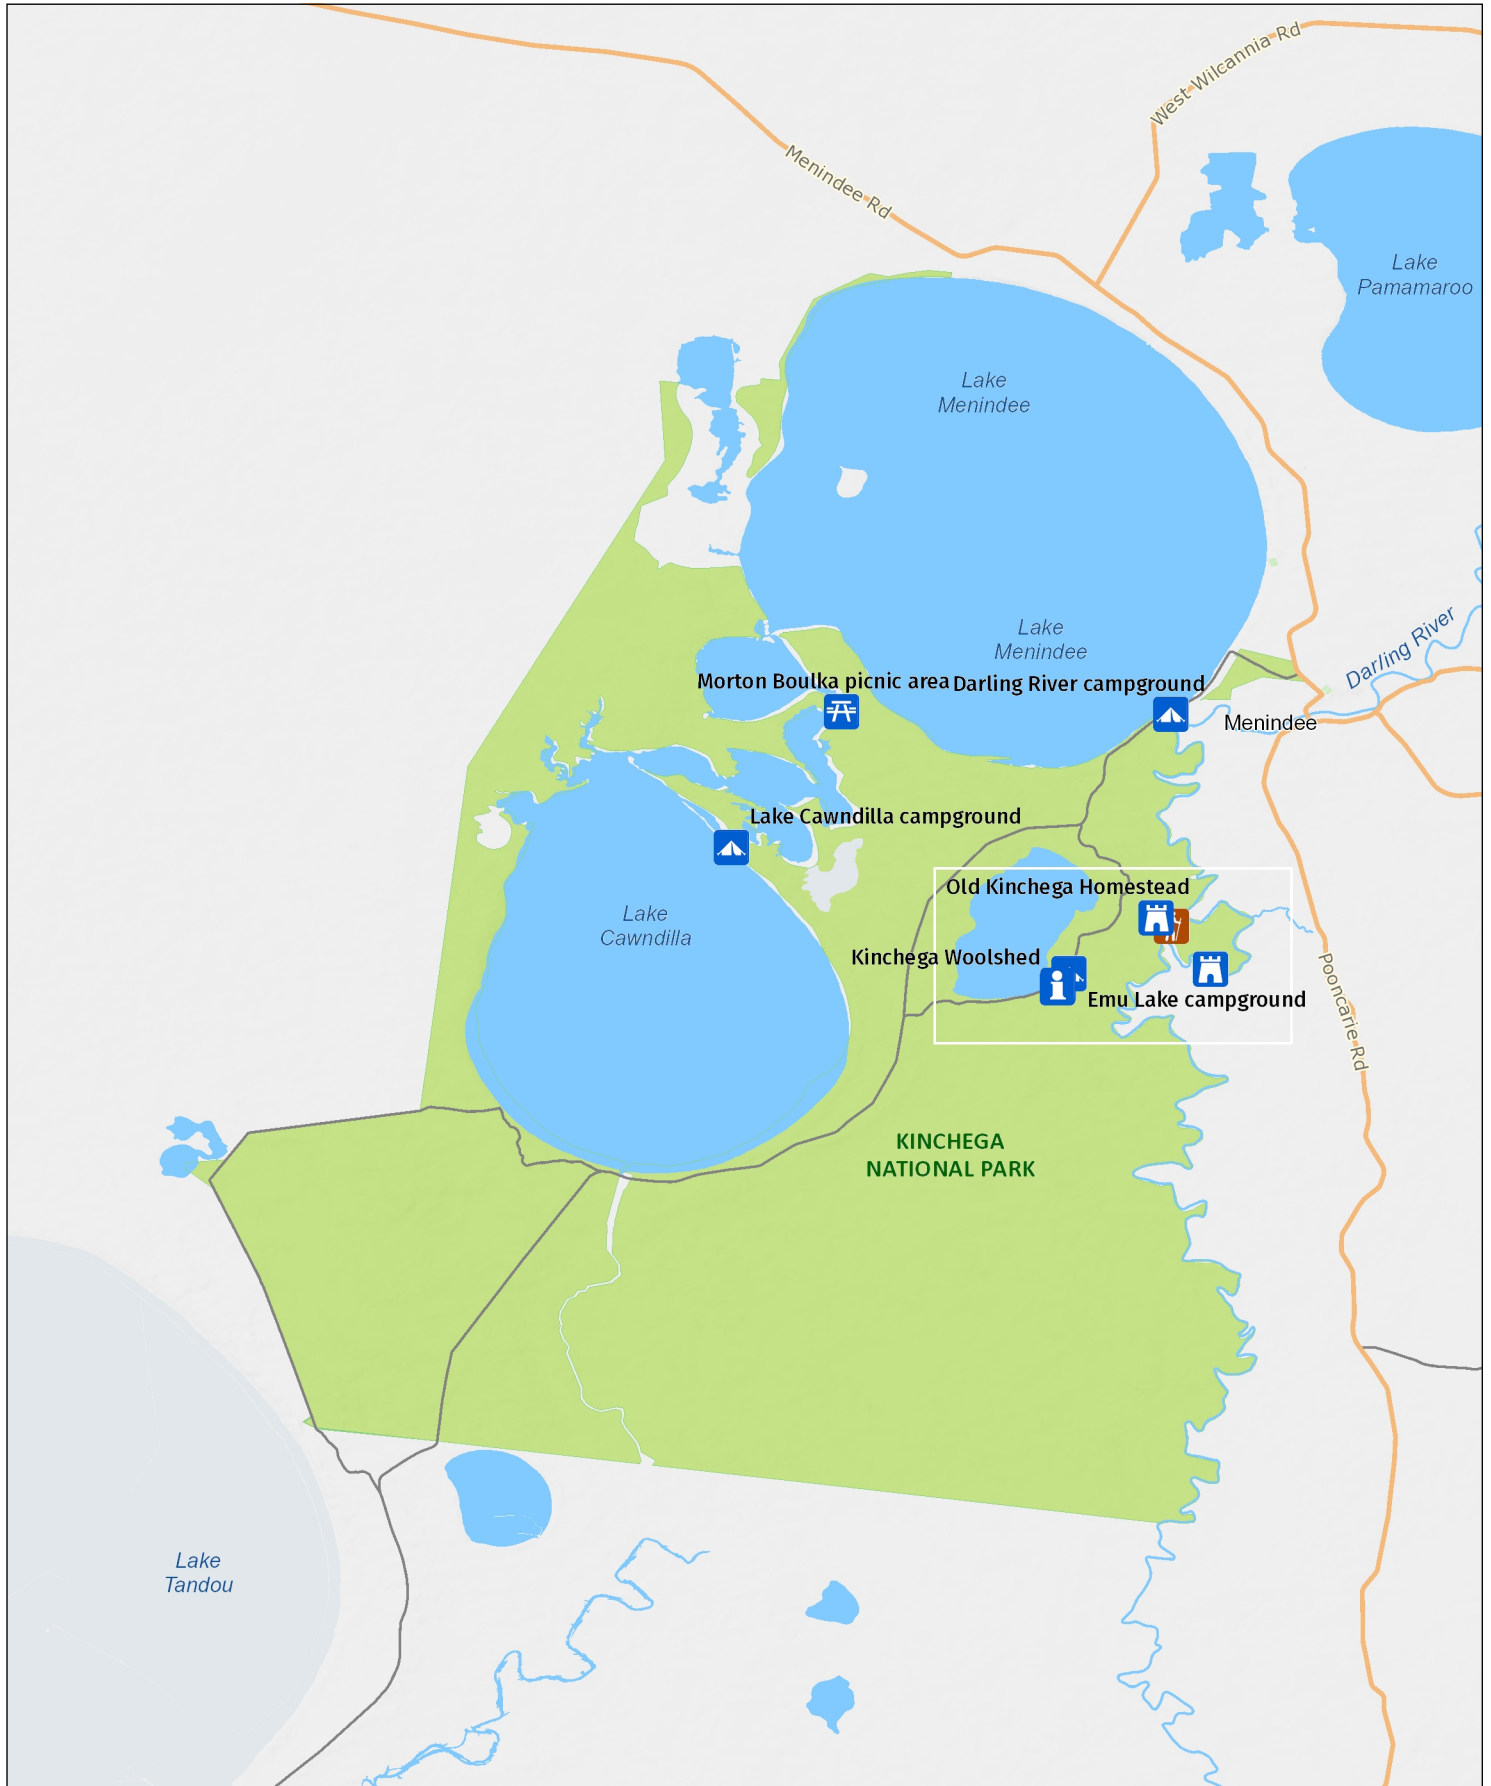 West Wilcannia Rd
Menindee Rd
Lake
Pamamaroo
Lake
Menindee
Lake
Menindee
Darling River
Morton Boulka picnic area
Darling River campground
Menindee
Lake Cawndilla campground
Old Kinchega Homestead
Lake
Cawndilla
Kinchega Woolshed
Emu Lake campground
Pooncarie Rd
KINCHEGA
NATIONAL PARK
Lake
Tandou